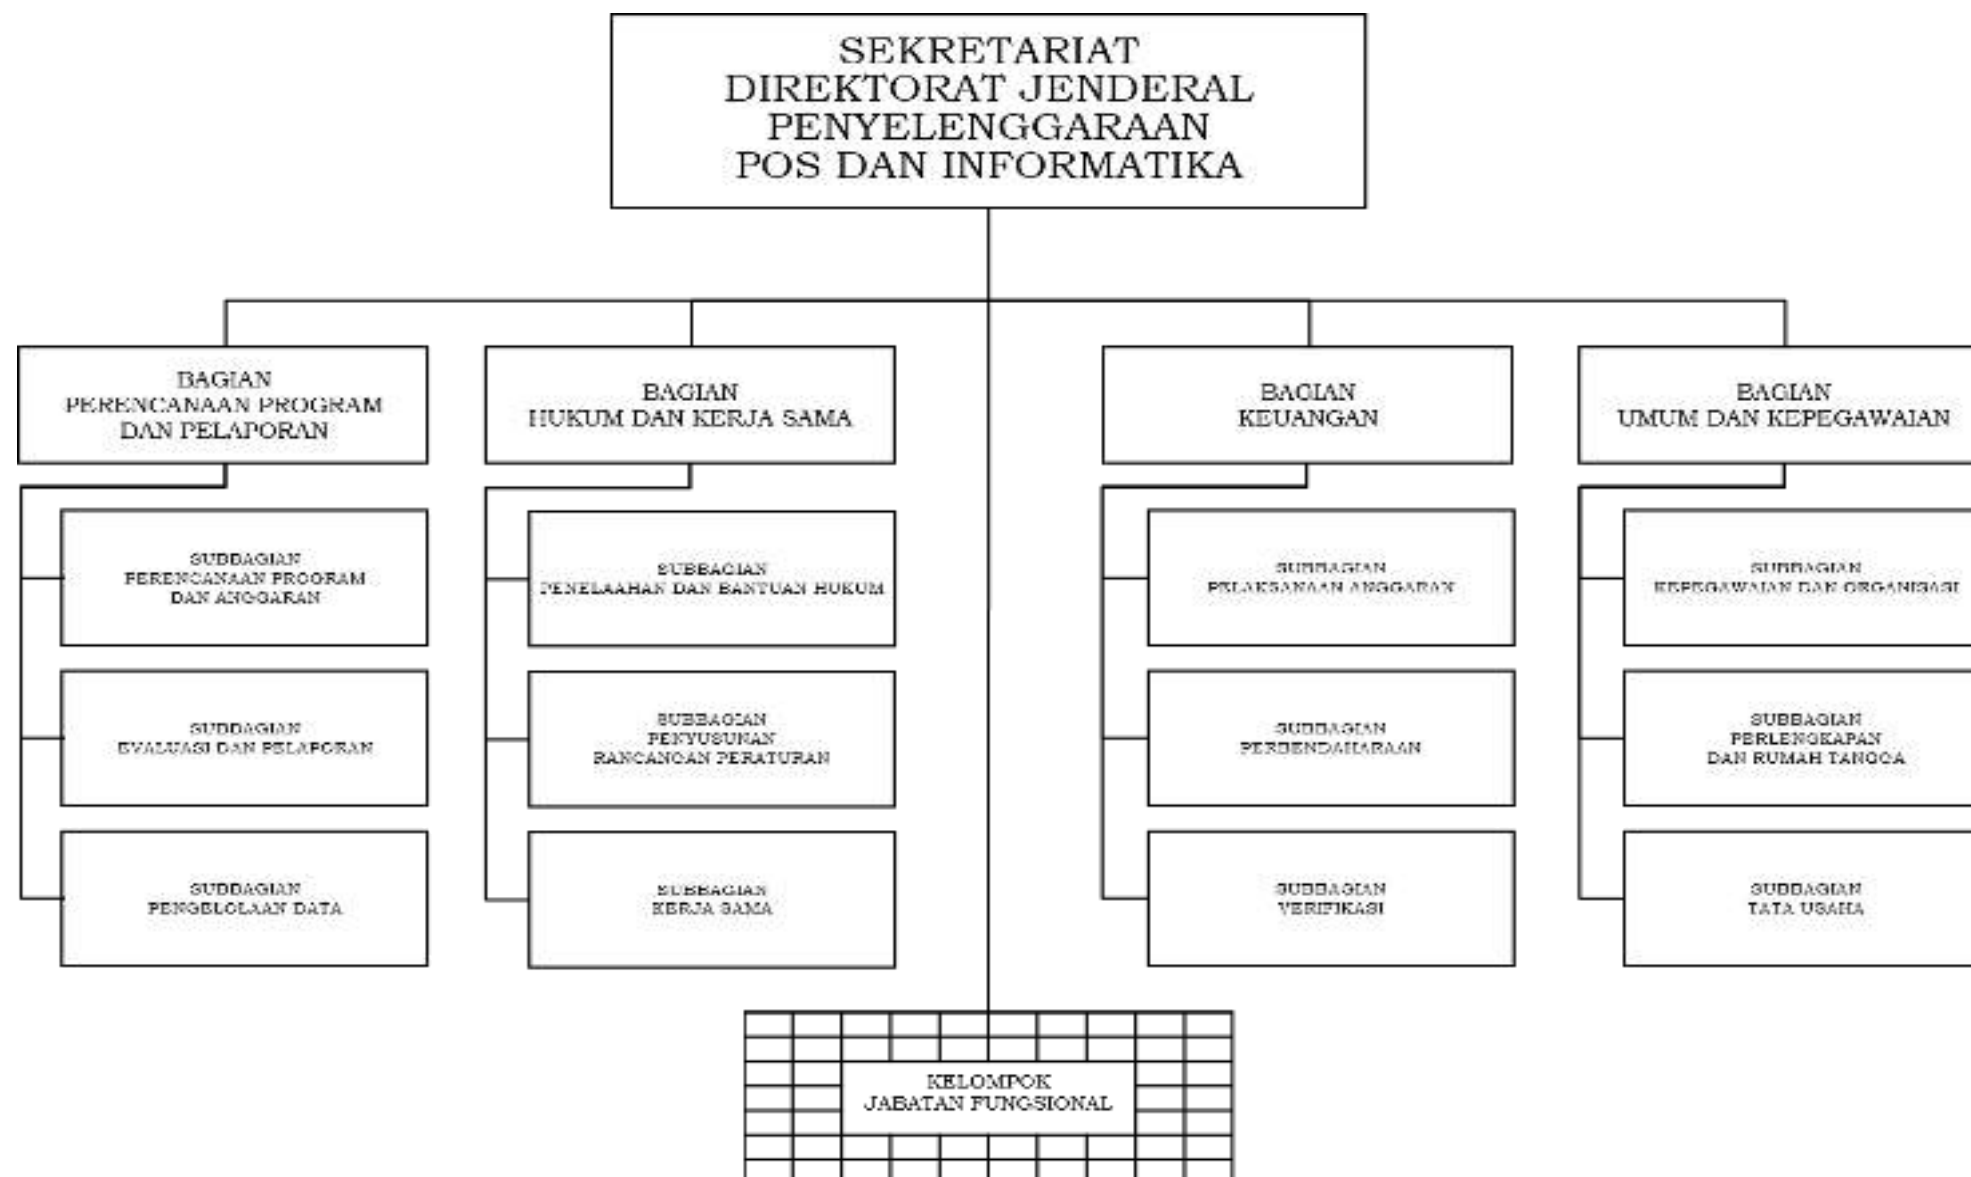 SEKRETARIAT
DIREKTORAT JENDERAL
PENYELENGGARAAN
POS DAN INFORMATIKA
BAGIAN
PERENCANAAN PROGRAM
DAN PELAPORAN
SUBBAGIAN
PERENCANAAN PROGRAM
DAN ANGGARAN
SUBBAGIAN
EVALUASI DAN PELAPORAN
SUBBAGIAN
PENGELOLAAN DATA
BAGIAN
HUKUM DAN KERJA SAMA
SUBBAGIAN
PENELAAHAN DAN BANTUAN HUKUM
SUBBAGIAN
PENYUSUNAN
RANCANGAN PERATURAN
SUBBAGIAN
KERJA SAMA
BAGIAN
KEUANGAN
SUBBAGIAN
PELAKSANAAN ANGGARAN
SUBBAGIAN
PERBENDAHARAAN
SUBBAGIAN
VERIFIKASI
BAGIAN
UMUM DAN KEPEGAWAIAN
SUBBAGIAN
KEPEGAWAIAN DAN ORGANISASI
SUBBAGIAN
PERLENGKAPAN
DAN RUMAH TANGGA
SUBBAGIAN
TATA USAHA
KELOMPOK
JABATAN FUNGSIONAL